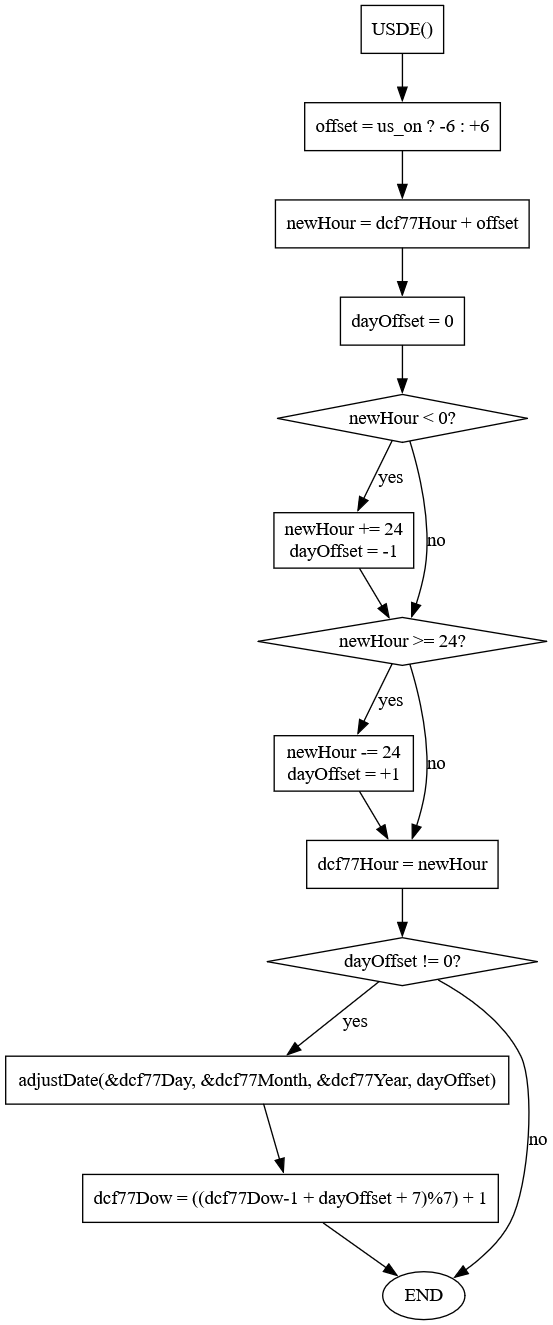 USDE()
offset = us_on ? -6 : +6
newHour = dcf77Hour + offset
dayOffset = 0
newHour < 0?
yes
newHour += 24
dayOffset = -1
no
newHour >= 24?
yes
newHour -= 24
dayOffset = +1
no
dcf77Hour = newHour
dayOffset != 0?
yes
adjustDate(&dcf77Day, &dcf77Month, &dcf77Year, dayOffset)
no
dcf77Dow = ((dcf77Dow-1 + dayOffset + 7)%7) + 1
END